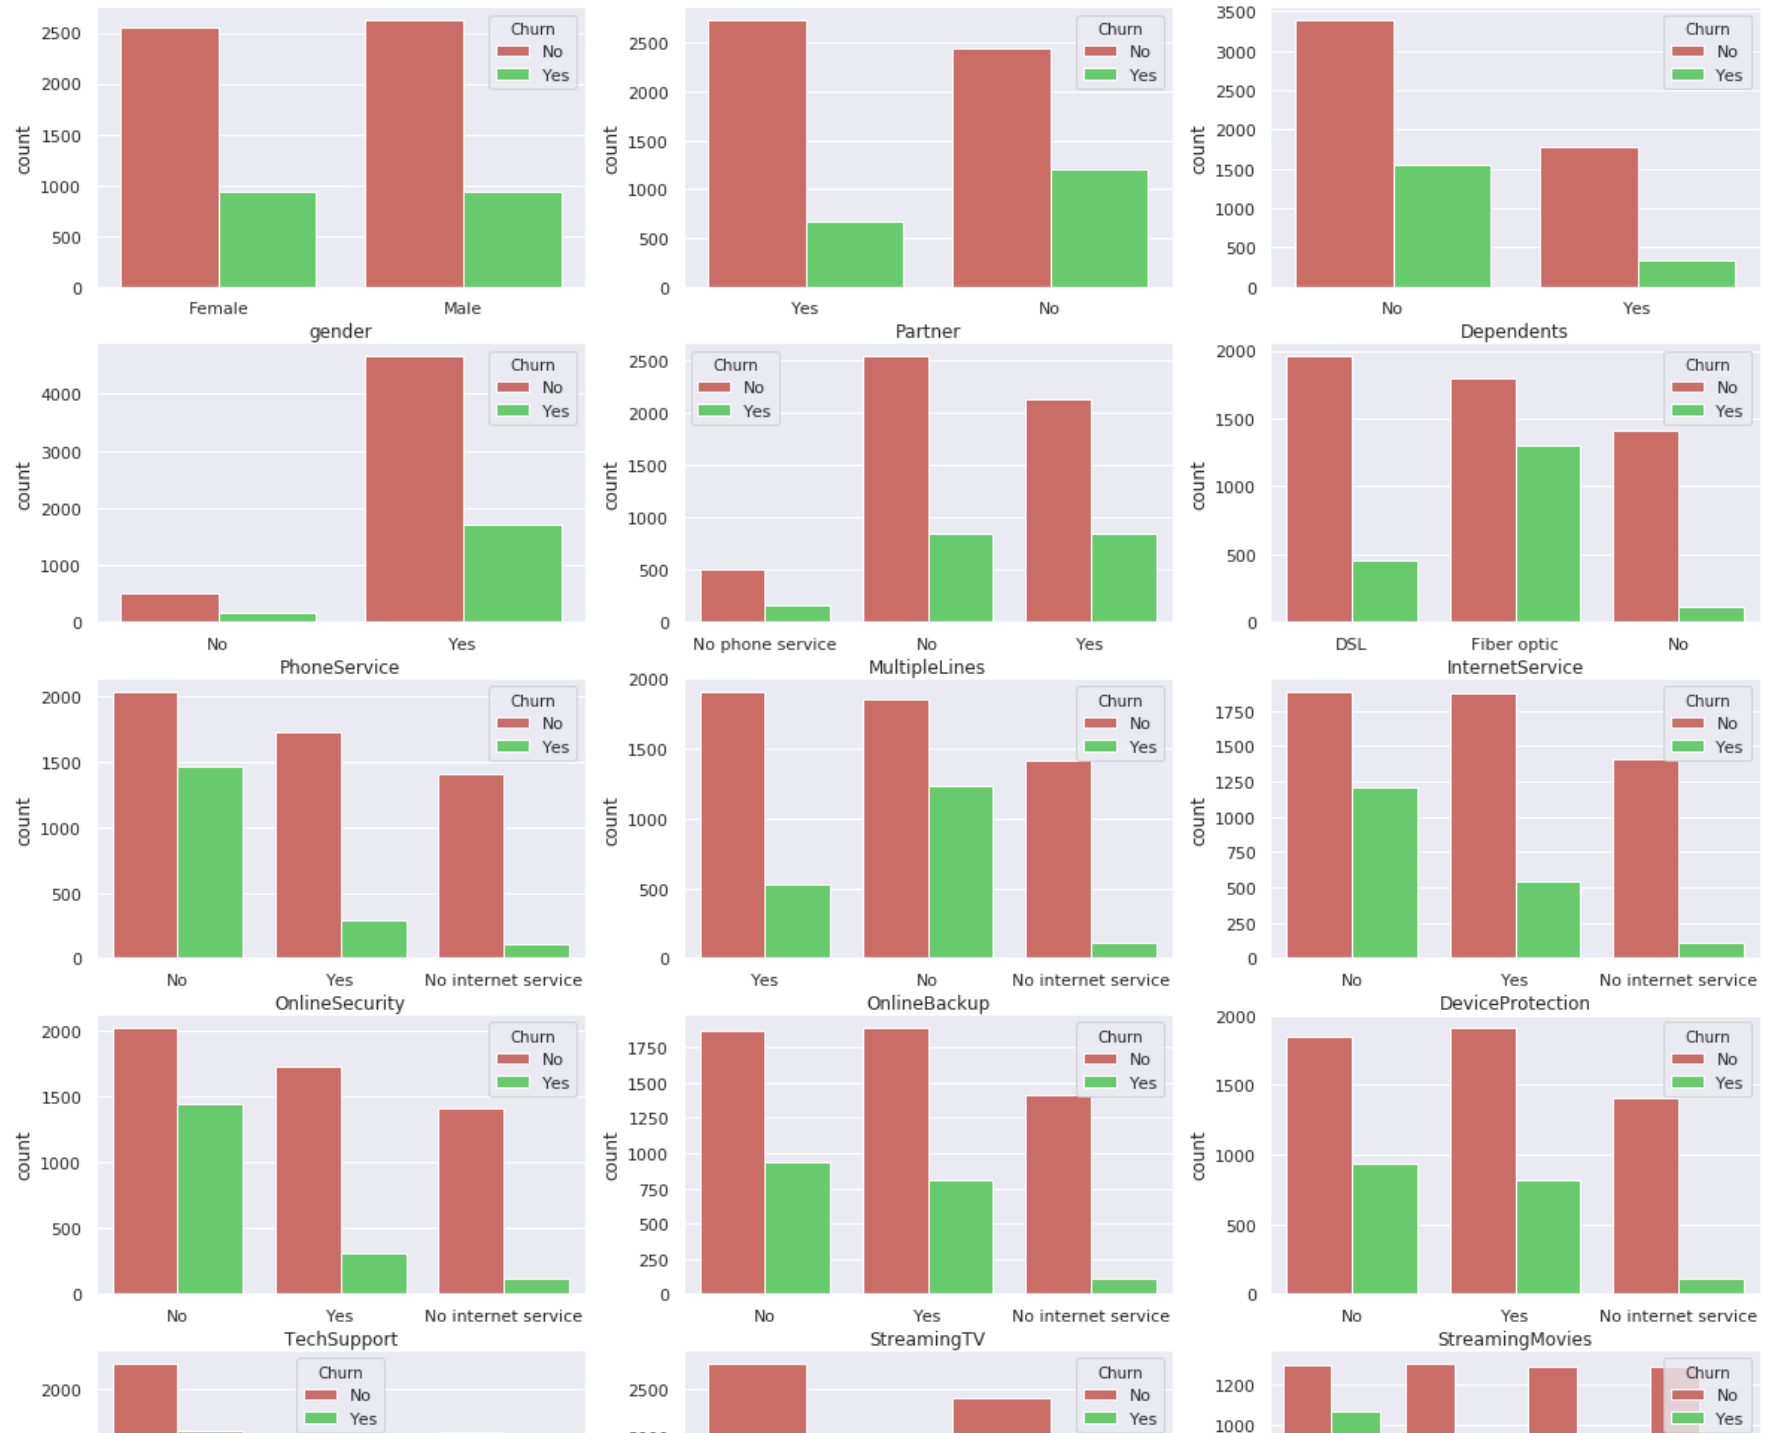 Churn
No
Yes
2500
2000
1500
1000
500
0
count
Female Male
gender
Churn
No
Yes
2500
2000
1500
1000
500
0
count
Yes No
Partner
Churn
No
Yes
3500
3000
2500
2000
1500
1000
500
0
count
No Yes
Dependents
Churn
No
Yes
4000
3000
2000
1000
0
count
No Yes
PhoneService
Churn
No
Yes
2500
2000
1500
1000
500
0
count
No phone service No Yes
MultipleLines
Churn
No
Yes
2000
1500
1000
500
0
count
DSL Fiber optic No
InternetService
Churn
No
Yes
2000
1500
1000
500
0
count
No Yes No internet service
OnlineSecurity
Churn
No
Yes
2000
1500
1000
500
0
count
Yes No No internet service
OnlineBackup
Churn
No
Yes
1750
1500
1250
1000
750
500
250
0
count
No Yes No internet service
DeviceProtection
Churn
No
Yes
2000
1500
1000
500
0
count
No Yes No internet service
TechSupport
Churn
No
Yes
1750
1500
1250
1000
750
500
250
0
count
No Yes No internet service
StreamingTV
Churn
No
Yes
2000
1500
1000
500
0
count
No Yes No internet service
StreamingMovies
Churn
No
Yes
2000
Churn
No
Yes
2500
Churn
No
Yes
1200
1000